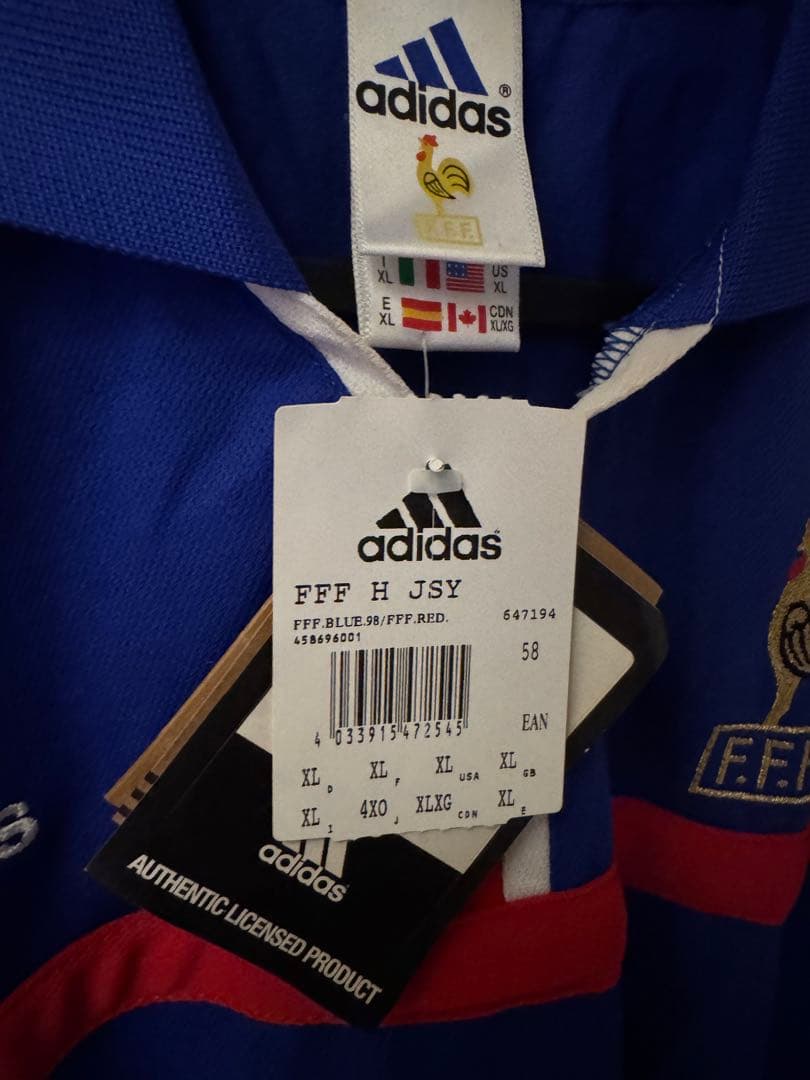 adidas®
F.F.F.
I US
XL XL
E CDN
XL XL/XG
adidas™
FFF H JSY
FFF.BLUE.98/FFF.RED. 647194
458696001
58
4 033915 472545
EAN
XL D XL F XL USA XL GB
XL I 4XO J XLXG CDN XL E
adidas
AUTHENTIC LICENSED PRODUCT
F.F.F
s